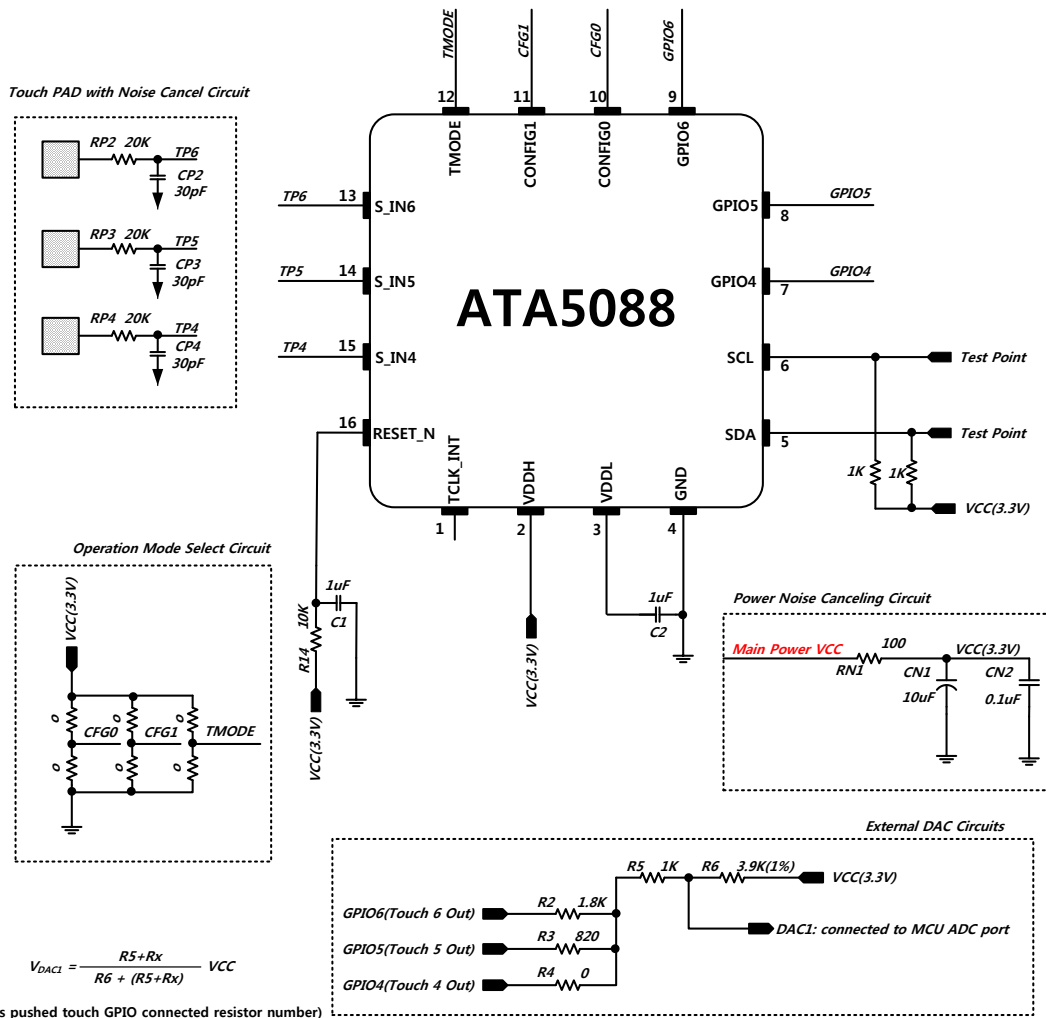 TMODE
CFG1
CFG0
GPIO6
Touch PAD with Noise Cancel Circuit
12
11
10
9
TMODE
CONFIG1
CONFIG0
GPIO6
RP2 20K
TP6
CP2
30pF
RP3 20K
TP5
CP3
30pF
RP4 20K
TP4
CP4
30pF
TP6
13
S_IN6
TP5
14
S_IN5
TP4
15
S_IN4
16
RESET_N
ATA5088
GPIO5
8
GPIO5
GPIO4
7
GPIO4
SCL
6
Test Point
SDA
5
Test Point
1K
1K
VCC(3.3V)
TCLK_INT
VDDH
VDDL
GND
1
2
3
4
Operation Mode Select Circuit
VCC(3.3V)
0
0
0
CFG0
CFG1
TMODE
0
0
0
1uF
C1
10K
R14
VCC(3.3V)
VCC(3.3V)
1uF
C2
Power Noise Canceling Circuit
Main Power VCC
100
RN1
VCC(3.3V)
CN1
10uF
CN2
0.1uF
External DAC Circuits
R5 1K
R6 3.9K(1%)
VCC(3.3V)
GPIO6(Touch 6 Out)
R2 1.8K
DAC1: connected to MCU ADC port
GPIO5(Touch 5 Out)
R3 820
GPIO4(Touch 4 Out)
R4 0
VDAC1 = R5+Rx / R6 + (R5+Rx) VCC
s pushed touch GPIO connected resistor number)